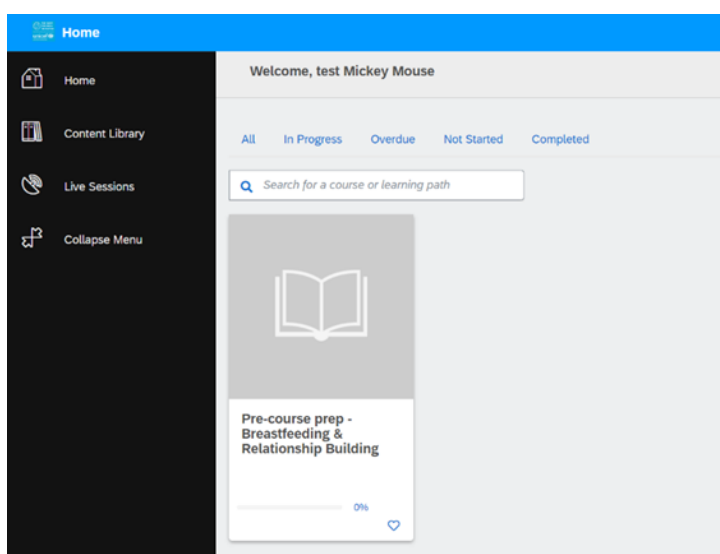 Home
Welcome, test Mickey Mouse
Home
Content Library
Live Sessions
Collapse Menu
All In Progress Overdue Not Started Completed
Search for a course or learning path
Pre-course prep -
Breastfeeding &
Relationship Building
0%